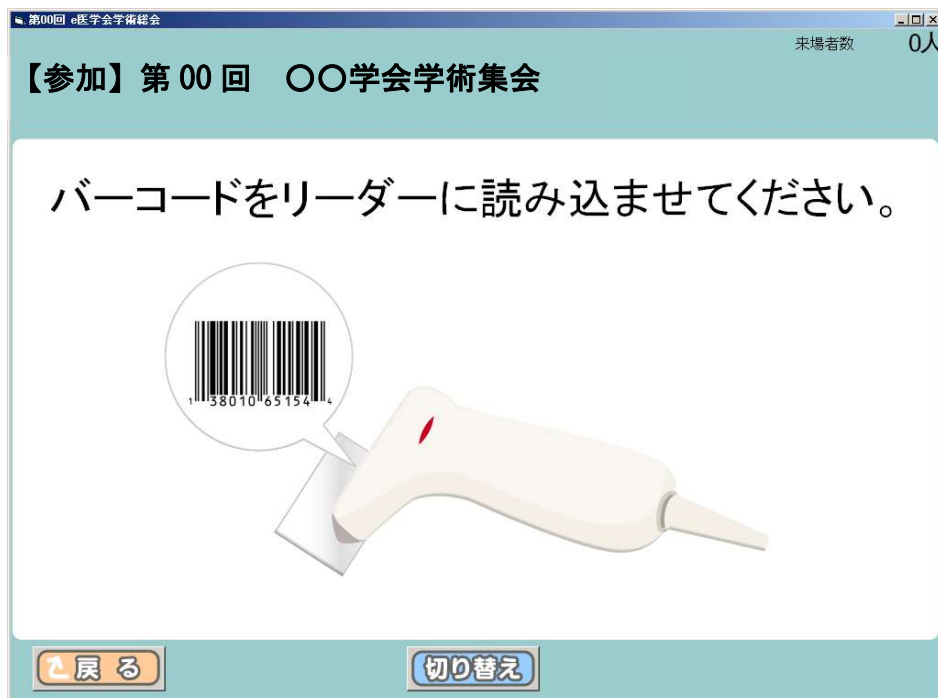 第00回 e医学会学術総会
来場者数 0人
【参加】第 00 回 〇〇学会学術集会
バーコードをリーダーに読み込ませてください。
1 38010 65154 4
戻る
切り替え